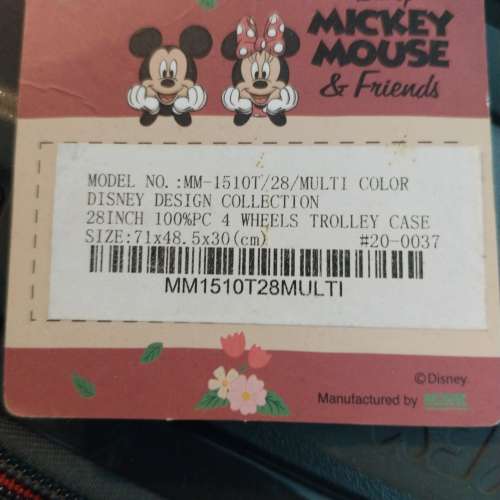 MICKEY
MOUSE
& Friends
MODEL NO.:MM-1510T/28/MULTI COLOR
DISNEY DESIGN COLLECTION
28INCH 100%PC 4 WHEELS TROLLEY CASE
SIZE:71x48.5x30(cm) #20-0037
MM1510T28MULTI
©Disney
Manufactured by